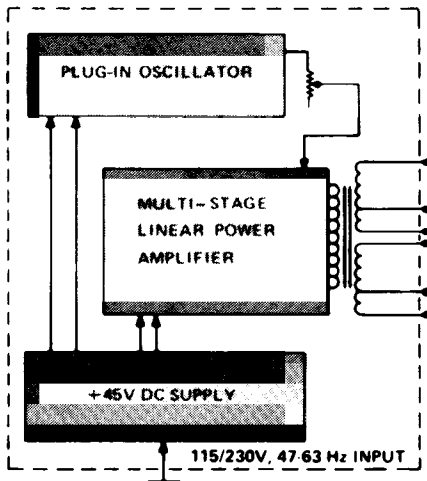 PLUG-IN OSCILLATOR
MULTI-STAGE
LINEAR POWER
AMPLIFIER
+45V DC SUPPLY
115/230V, 47-63 Hz INPUT